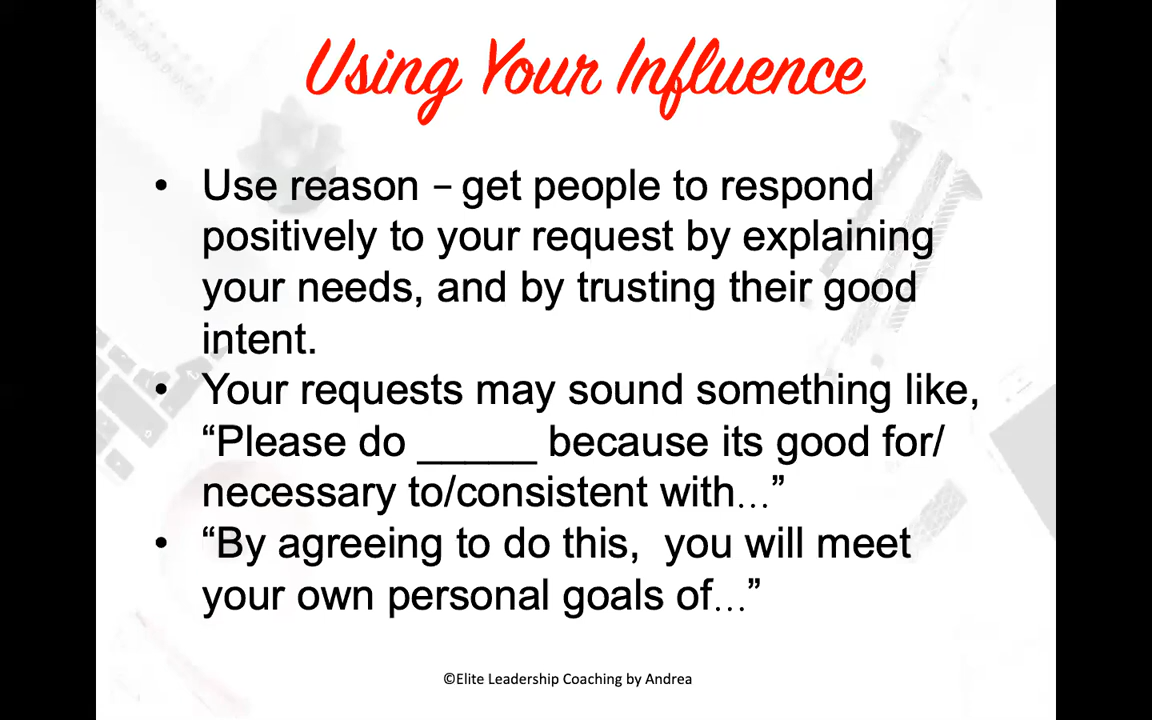 Using Your Influence
• Use reason – get people to respond
positively to your request by explaining
your needs, and by trusting their good
intent.
• Your requests may sound something like,
“Please do _____ because its good for/
necessary to/consistent with…”
• “By agreeing to do this,  you will meet
your own personal goals of…”
©Elite Leadership Coaching by Andrea